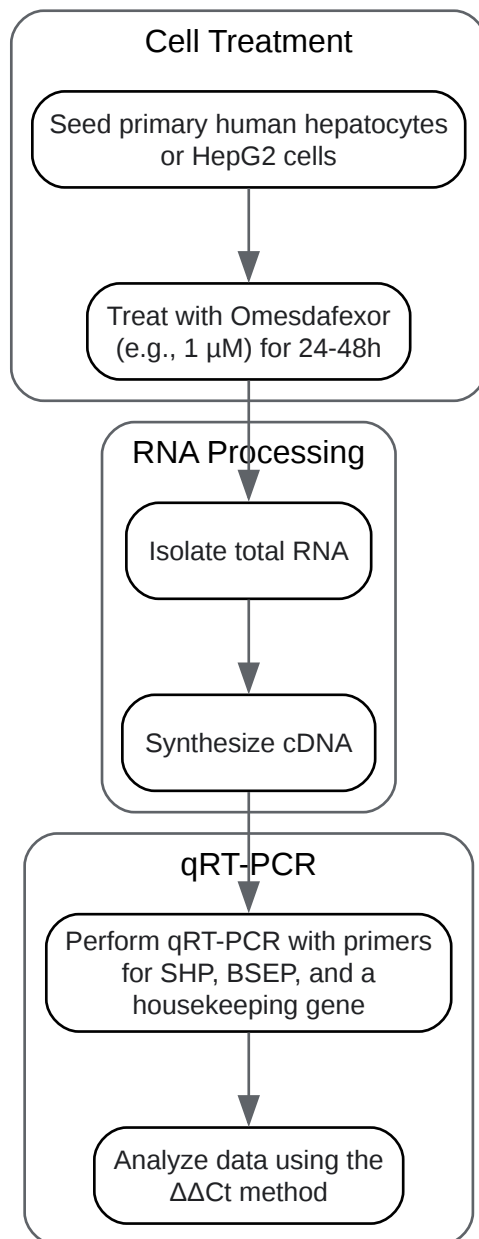 Cell Treatment
Seed primary human hepatocytes
or HepG2 cells
Treat with Omesdafexor
(e.g., 1 µM) for 24-48h
RNA Processing
Isolate total RNA
Synthesize cDNA
qRT-PCR
Perform qRT-PCR with primers
for SHP, BSEP, and a
housekeeping gene
Analyze data using the
ΔΔCt method